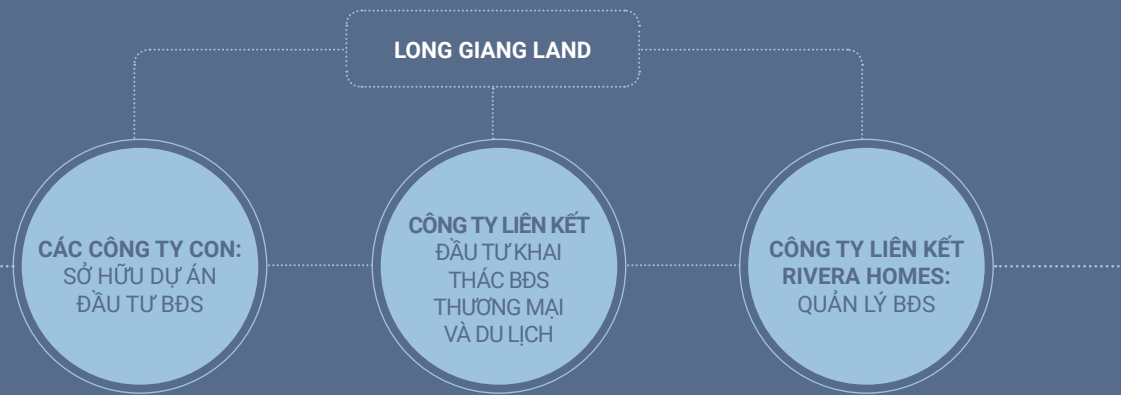 LONG GIANG LAND
CÁC CÔNG TY CON:
SỞ HỮU DỰ ÁN
ĐẦU TƯ BĐS
CÔNG TY LIÊN KẾT
ĐẦU TƯ KHAI
THÁC BĐS
THƯƠNG MẠI
VÀ DU LỊCH
CÔNG TY LIÊN KẾT
RIVERA HOMES:
QUẢN LÝ BĐS